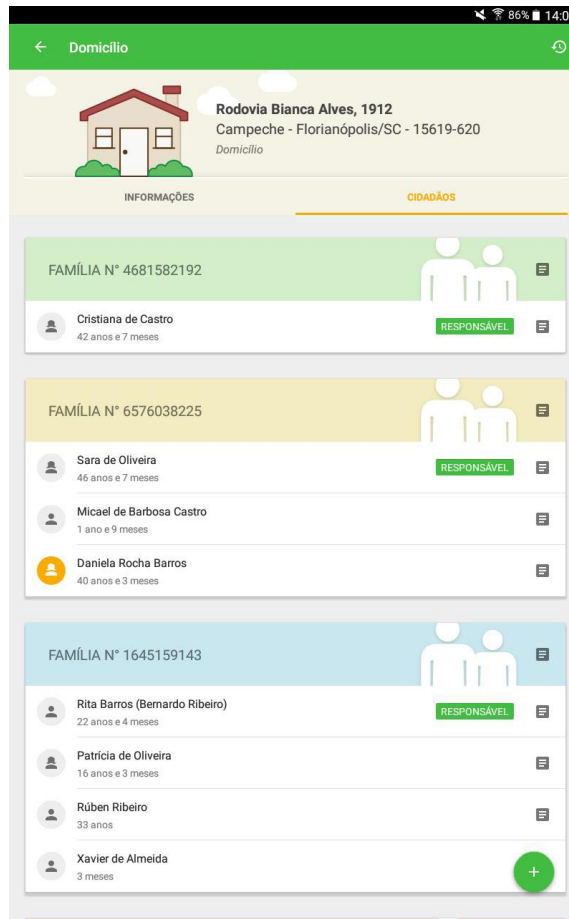 86% 14:0
Domicílio
Rodovia Bianca Alves, 1912
Campeche - Florianópolis/SC - 15619-620
Domicílio
INFORMAÇÕES
CIDADÃOS
FAMÍLIA N° 4681582192
Cristiana de Castro
RESPONSÁVEL
42 anos e 7 meses
FAMÍLIA N° 6576038225
Sara de Oliveira
RESPONSÁVEL
46 anos e 7 meses
Micael de Barbosa Castro
1 ano e 9 meses
Daniela Rocha Barros
40 anos e 3 meses
FAMÍLIA N° 1645159143
Rita Barros (Bernardo Ribeiro)
RESPONSÁVEL
22 anos e 4 meses
Patrícia de Oliveira
16 anos e 3 meses
Rúben Ribeiro
33 anos
Xavier de Almeida
3 meses